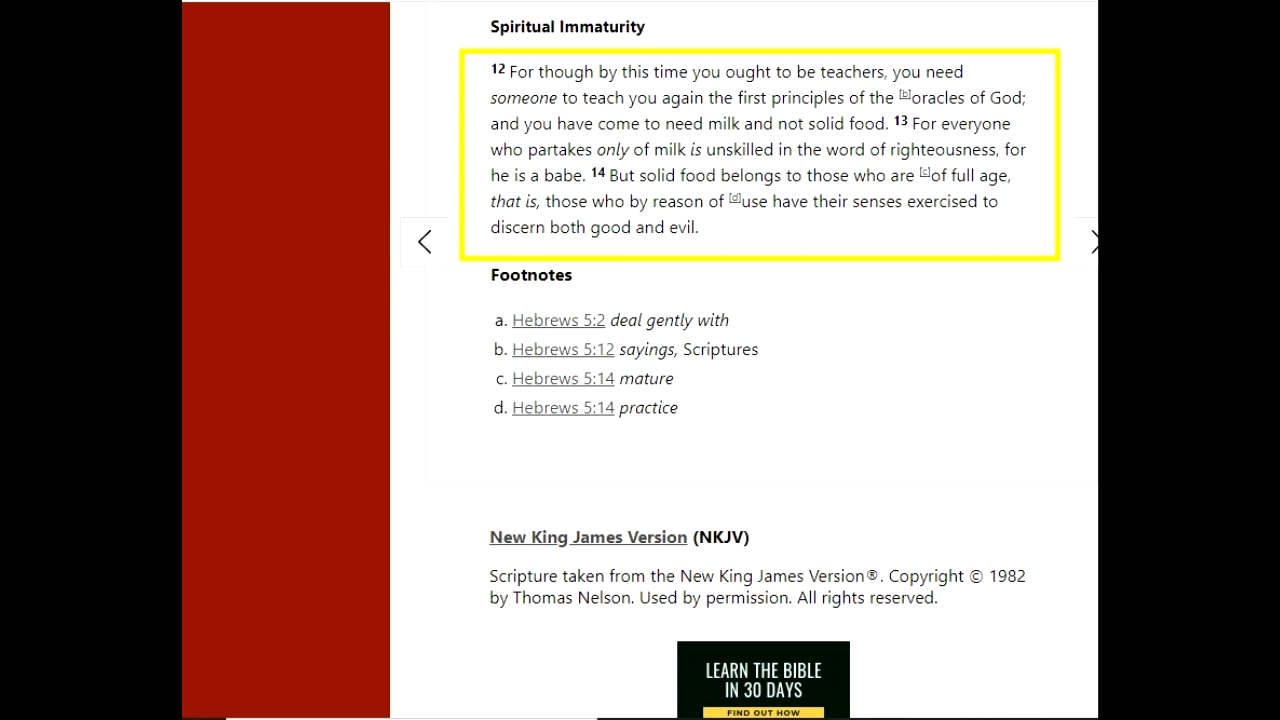 Spiritual Immaturity
12 For though by this time you ought to be teachers, you need
someone to teach you again the first principles of the [b]oracles of God;
and you have come to need milk and not solid food. 13 For everyone
who partakes only of milk is unskilled in the word of righteousness, for
he is a babe. 14 But solid food belongs to those who are [c]of full age,
that is, those who by reason of [d]use have their senses exercised to
discern both good and evil.
Footnotes
a. Hebrews 5:2 deal gently with
b. Hebrews 5:12 sayings, Scriptures
c. Hebrews 5:14 mature
d. Hebrews 5:14 practice
New King James Version (NKJV)
Scripture taken from the New King James Version®. Copyright © 1982
by Thomas Nelson. Used by permission. All rights reserved.
LEARN THE BIBLE
IN 30 DAYS
FIND OUT HOW